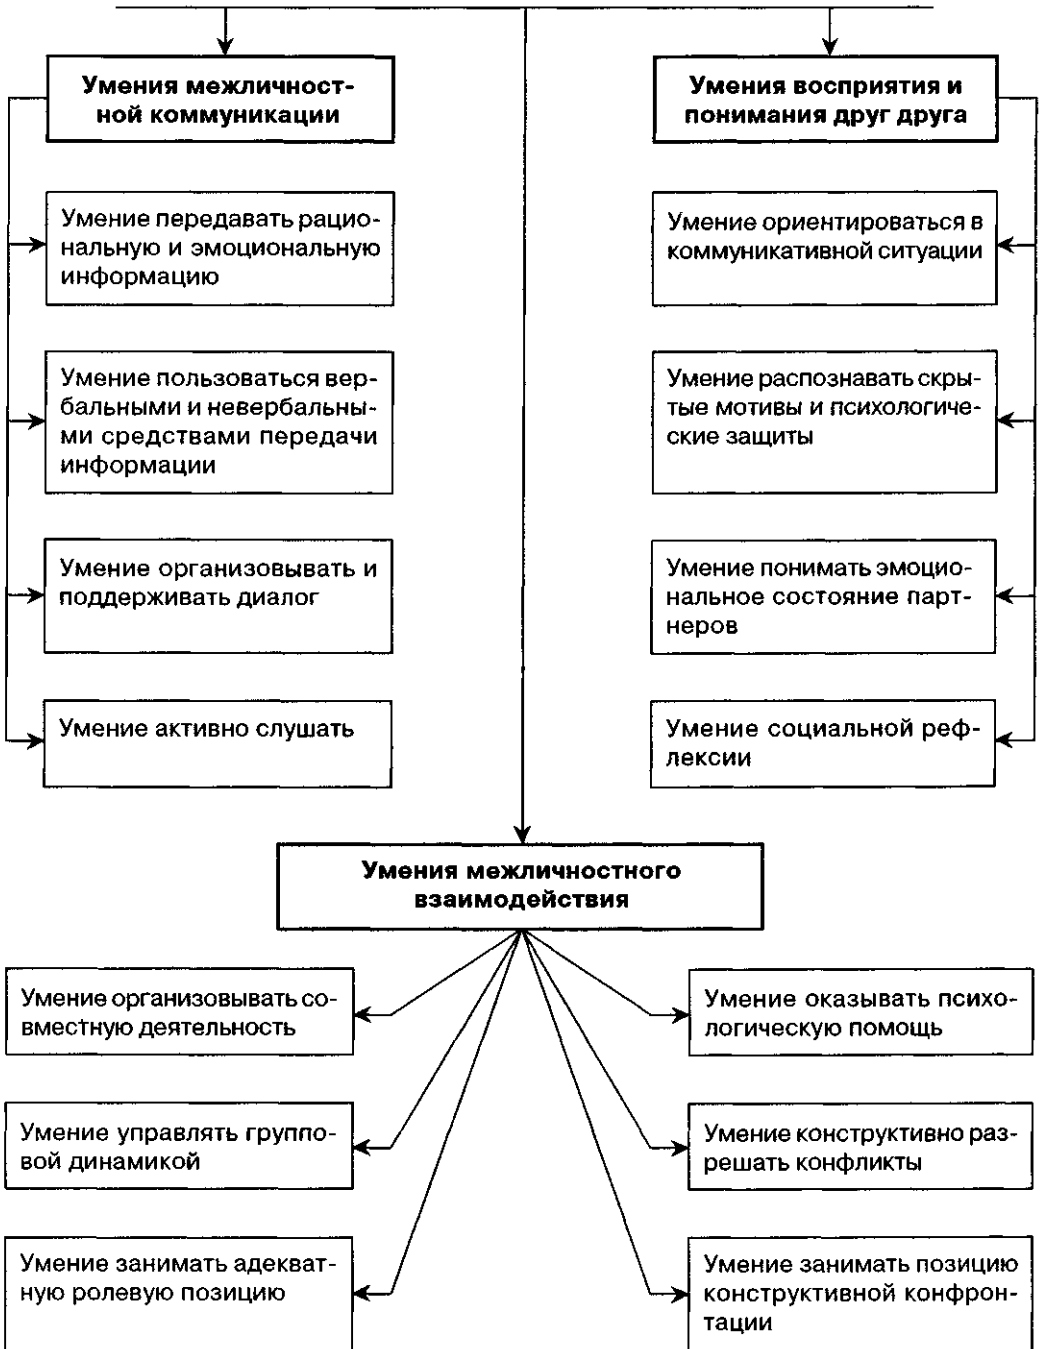 Умения межличност-
ной коммуникации
Умение передавать рацио-
нальную и эмоциональную
информацию
Умение пользоваться вер-
бальными и невербальны-
ми средствами передачи
информации
Умение организовывать и
поддерживать диалог
Умение активно слушать
Умения восприятия и
понимания друг друга
Умение ориентироваться в
коммуникативной ситуации
Умение распознавать скры-
тые мотивы и психологиче-
ские защиты
Умение понимать эмоцио-
нальное состояние парт-
неров
Умение социальной реф-
лексии
Умения межличностного
взаимодействия
Умение организовывать со-
вместную деятельность
Умение управлять группо-
вой динамикой
Умение занимать адекват-
ную ролевую позицию
Умение оказывать психо-
логическую помощь
Умение конструктивно раз-
решать конфликты
Умение занимать позицию
конструктивной конфрон-
тации